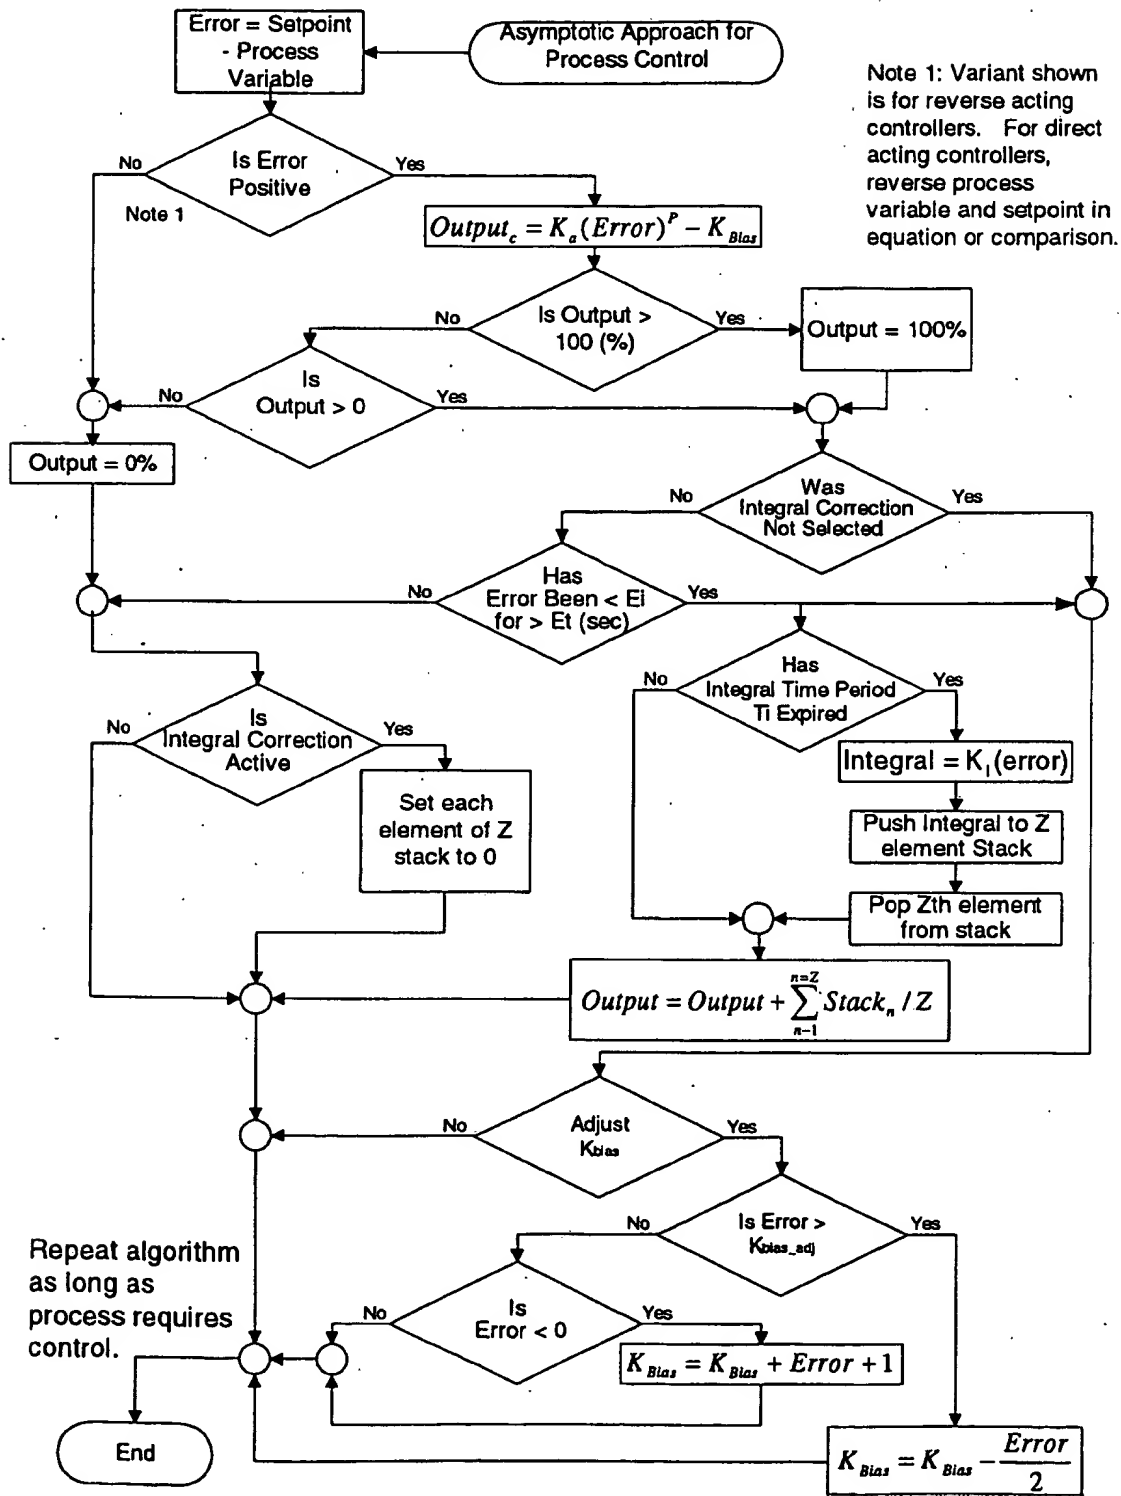 Error = Setpoint
- Process
Variable
Asymptotic Approach for
Process Control
Note 1: Variant shown
is for reverse acting
controllers. For direct
acting controllers,
reverse process
variable and setpoint in
equation or comparison.
No
Is Error
Positive
Yes
Note 1
Output_c = K_a (Error)^P - K_Bias
No
Is Output >
100 (%)
Yes
Output = 100%
No
Is
Output > 0
Yes
Output = 0%
No
Was
Integral Correction
Not Selected
Yes
No
Has
Error Been < Ei
for > Et (sec)
Yes
No
Has
Integral Time Period
Ti Expired
Yes
No
Is
Integral Correction
Active
Yes
Integral = K_I(error)
Set each
element of Z
stack to 0
Push Integral to Z
element Stack
Pop Zth element
from stack
Output = Output + ∑_{n-1}^{n=Z} Stack_n / Z
No
Adjust
Kbias
Yes
No
Is Error >
Kbias_adj
Yes
Repeat algorithm
as long as
process requires
control.
No
Is
Error < 0
Yes
K_Bias = K_Bias + Error + 1
End
K_Bias = K_Bias - Error/2